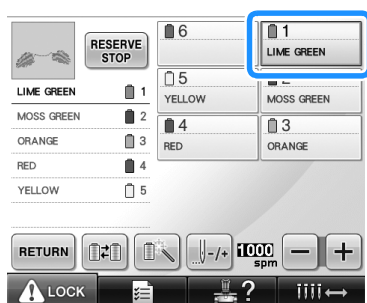 RESERVE
STOP
LIME GREEN 1
MOSS GREEN 2
ORANGE 3
RED 4
YELLOW 5
6
1
LIME GREEN
5
YELLOW
MOSS GREEN
4
RED
3
ORANGE
RETURN
-/+
1000
spm
- +
LOCK
?